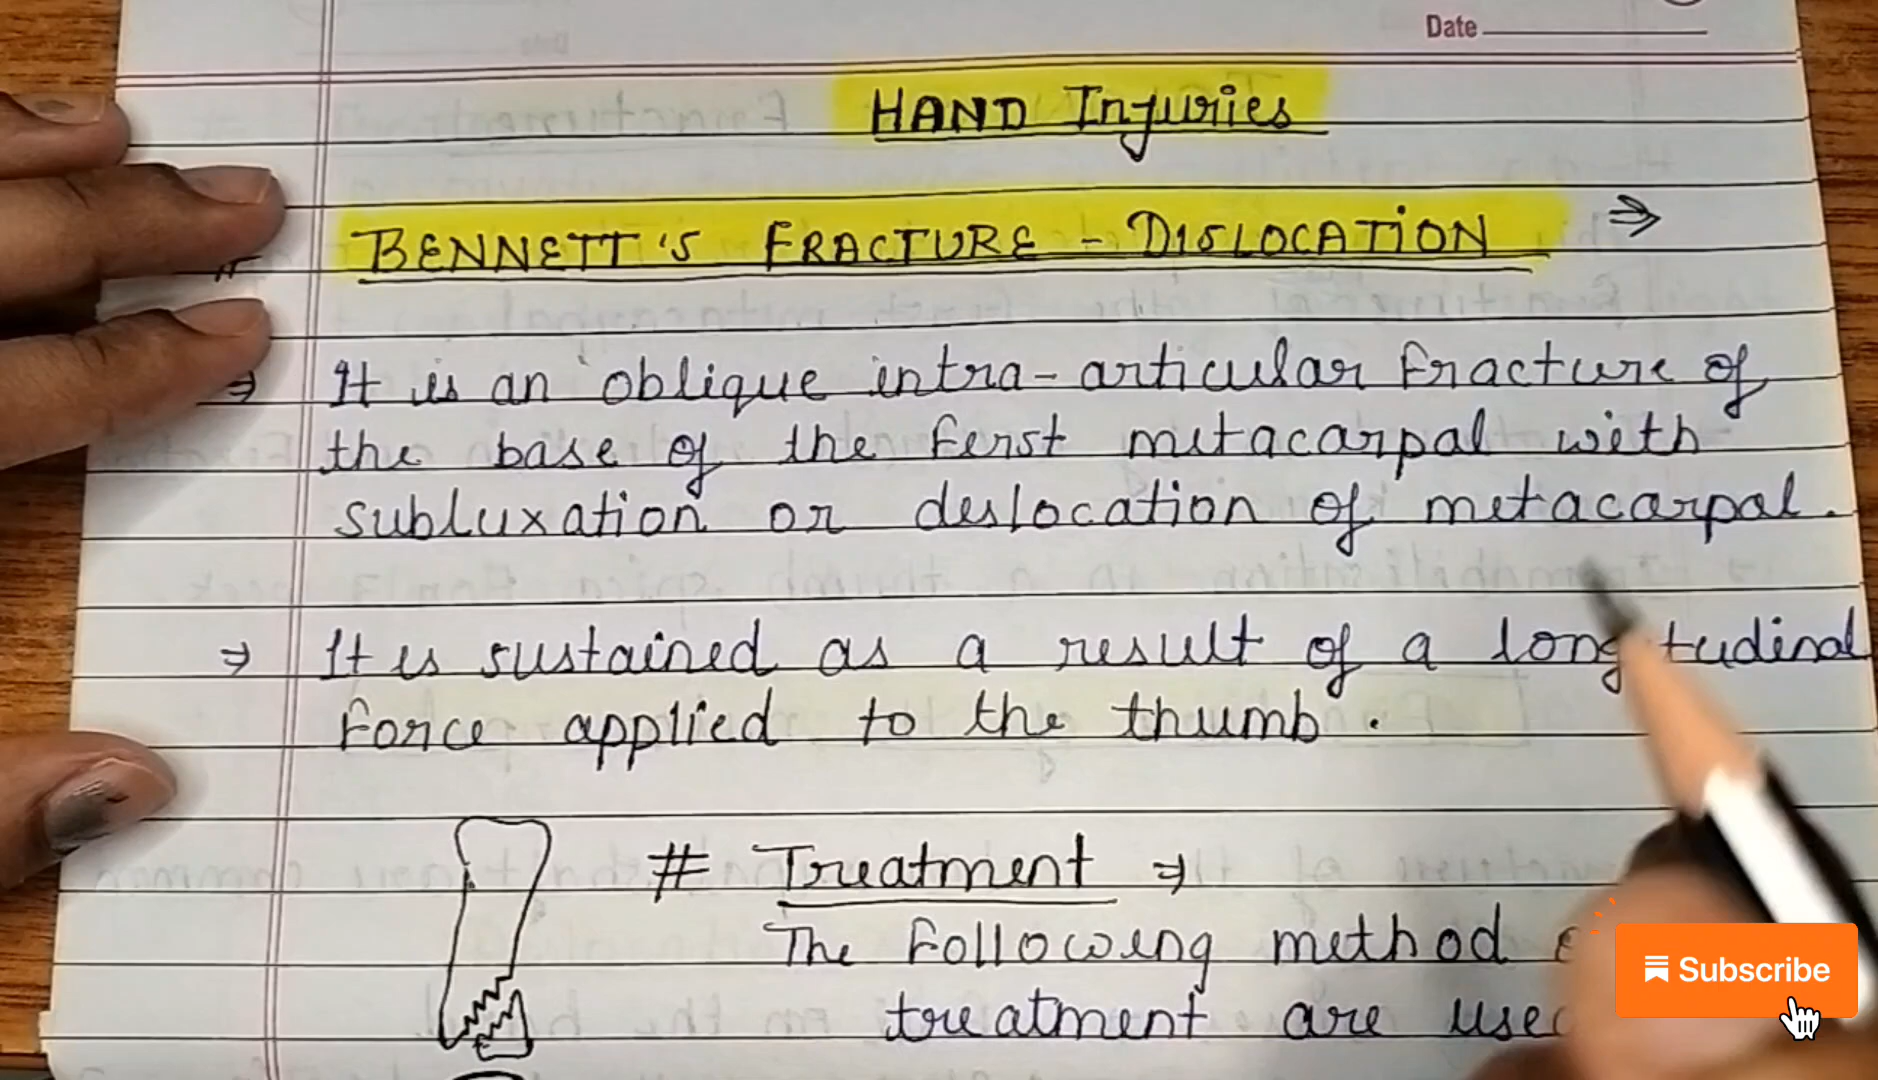 Date
HAND Injuries
BENNETT'S FRACTURE - DISLOCATION ⇒
⇒ It is an oblique intra-articular fracture of
the base of the first metacarpal with
subluxation or deslocation of metacarpal.
⇒ It is sustained as a result of a longitudinal
force applied to the thumb.
# Treatment ⇒
The following method
treatment are
Subscribe